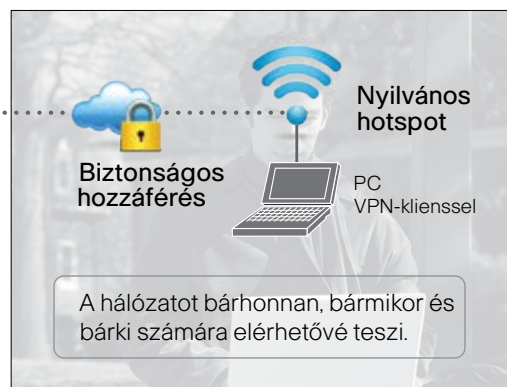 Nyilvános
hotspot
Biztonságos
hozzáférés
PC
VPN-klienssel
A hálózatot bárhonnan, bármikor és
bárki számára elérhetővé teszi.